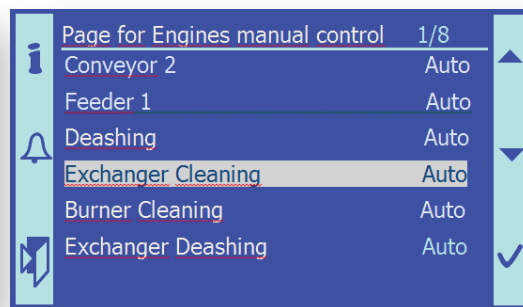 Page for Engines manual control 1/8
Conveyor 2 Auto
Feeder 1 Auto
Deashing Auto
Exchanger Cleaning Auto
Burner Cleaning Auto
Exchanger Deashing Auto